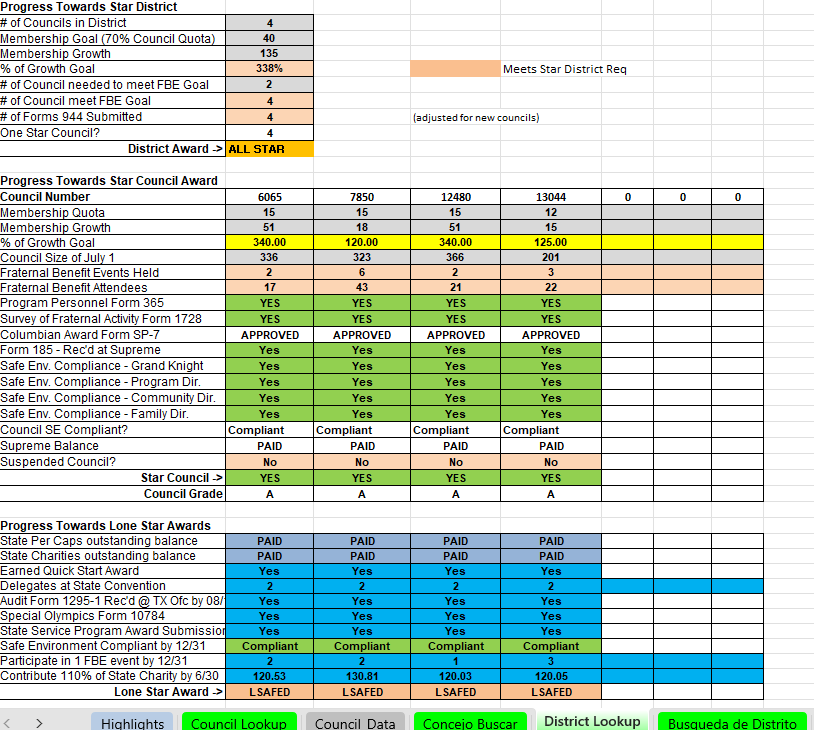 Progress Towards Star District
# of Councils in District 4
Membership Goal (70% Council Quota) 40
Membership Growth 135
% of Growth Goal 338% Meets Star District Req
# of Council needed to meet FBE Goal 2
# of Council meet FBE Goal 4
# of Forms 944 Submitted 4 (adjusted for new councils)
One Star Council? 4
District Award -> ALL STAR
Progress Towards Star Council Award
Council Number 6065 7850 12480 13044 0 0 0
Membership Quota 15 15 15 12
Membership Growth 51 18 51 15
% of Growth Goal 340.00 120.00 340.00 125.00
Council Size of July 1 336 323 366 201
Fraternal Benefit Events Held 2 6 2 3
Fraternal Benefit Attendees 17 43 21 22
Program Personnel Form 365 YES YES YES YES
Survey of Fraternal Activity Form 1728 YES YES YES YES
Columbian Award Form SP-7 APPROVED APPROVED APPROVED APPROVED
Form 185 - Rec'd at Supreme Yes Yes Yes Yes
Safe Env. Compliance - Grand Knight Yes Yes Yes Yes
Safe Env. Compliance - Program Dir. Yes Yes Yes Yes
Safe Env. Compliance - Community Dir. Yes Yes Yes Yes
Safe Env. Compliance - Family Dir. Yes Yes Yes Yes
Council SE Compliant? Compliant Compliant Compliant Compliant
Supreme Balance PAID PAID PAID PAID
Suspended Council? No No No No
Star Council -> YES YES YES YES
Council Grade A A A A
Progress Towards Lone Star Awards
State Per Caps outstanding balance PAID PAID PAID PAID
State Charities outstanding balance PAID PAID PAID PAID
Earned Quick Start Award Yes Yes Yes Yes
Delegates at State Convention 2 2 2 2
Audit Form 1295-1 Rec'd @ TX Ofc by 08/ Yes Yes Yes Yes
Special Olympics Form 10784 Yes Yes Yes Yes
State Service Program Award Submission Yes Yes Yes Yes
Safe Environment Compliant by 12/31 Compliant Compliant Compliant Compliant
Participate in 1 FBE event by 12/31 2 2 1 3
Contribute 110% of State Charity by 6/30 120.53 130.81 120.03 120.05
Lone Star Award -> LSAFED LSAFED LSAFED LSAFED
Highlights Council Lookup Council Data Concejo Buscar District Lookup Busqueda de Distrito